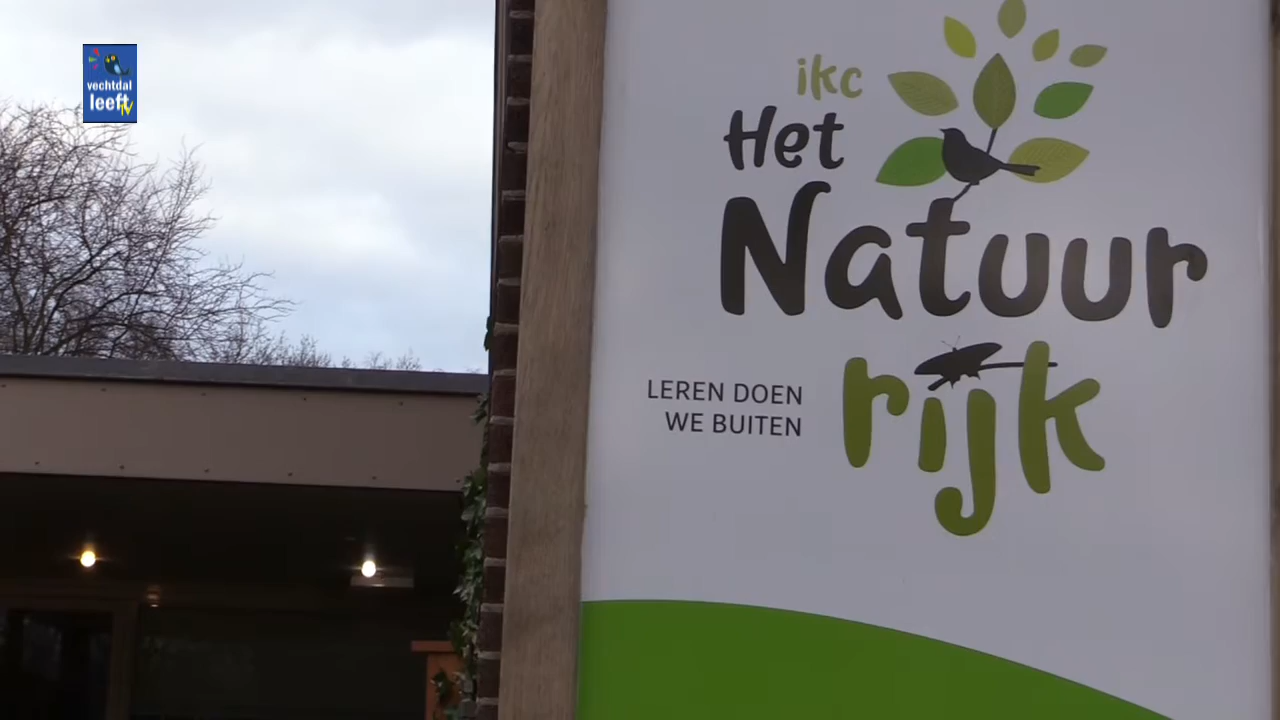 vechtdal
leeft
TV
ikc
Het
Natuur
rijk
LEREN DOEN
WE BUITEN